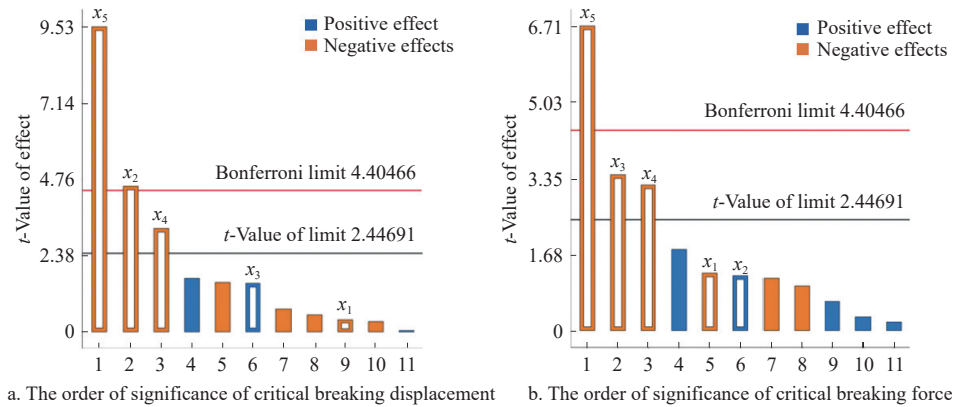 x5
9.53
7.14
4.76
2.38
0
t-Value of effect
Positive effect
Negative effects
Bonferroni limit 4.40466
x2
x4
t-Value of limit 2.44691
x3
x1
1 2 3 4 5 6 7 8 9 10 11
a. The order of significance of critical breaking displacement
x5
6.71
5.03
3.35
1.68
0
t-Value of effect
Positive effect
Negative effects
Bonferroni limit 4.40466
x3
x4
t-Value of limit 2.44691
x1
x2
1 2 3 4 5 6 7 8 9 10 11
b. The order of significance of critical breaking force